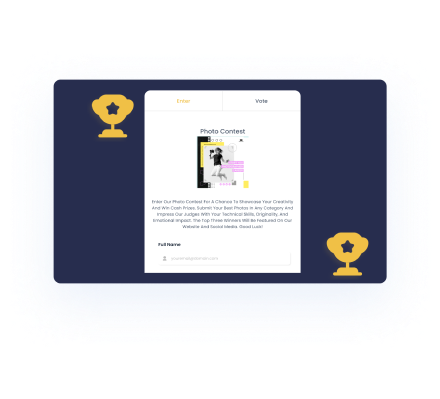 Enter
Vote
Photo Contest
Enter Our Photo Contest For A Chance To Showcase Your Creativity
And Win Cash Prizes. Submit Your Best Photos In Any Category And
Impress Our Judges With Your Technical Skills, Originality, And
Emotional Impact. The Top Three Winners Will Be Featured On Our
Website And Social Media. Good Luck!
Full Name